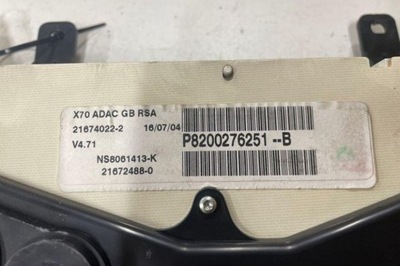 X70 ADAC GB RSA
21674022-2 16/07/04
V4.71
P8200276251--B
NS8061413-K
21672488-0